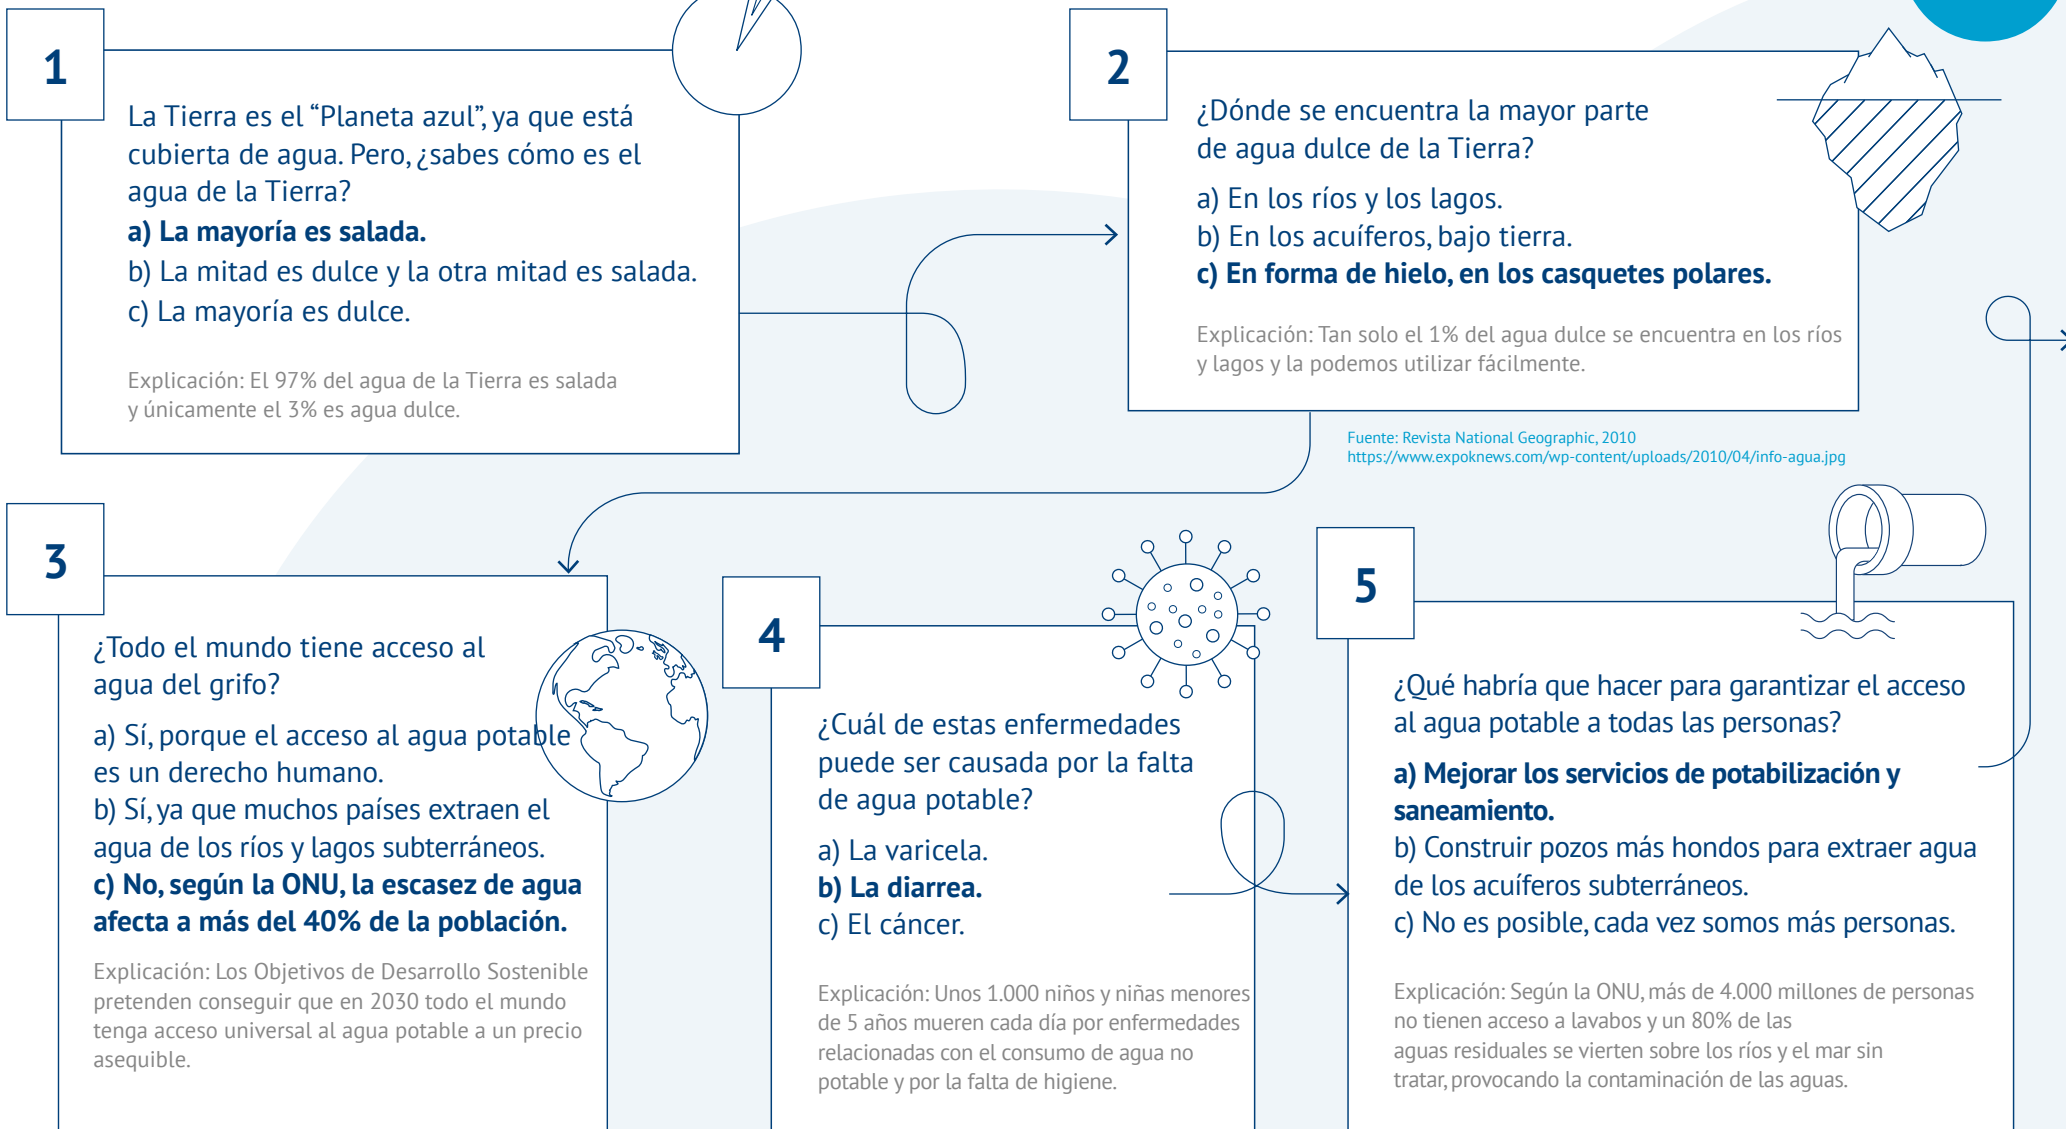 1
La Tierra es el “Planeta azul”, ya que está
cubierta de agua. Pero, ¿sabes cómo es el
agua de la Tierra?
a) La mayoría es salada.
b) La mitad es dulce y la otra mitad es salada.
c) La mayoría es dulce.
Explicación: El 97% del agua de la Tierra es salada
y únicamente el 3% es agua dulce.
2
¿Dónde se encuentra la mayor parte
de agua dulce de la Tierra?
a) En los ríos y los lagos.
b) En los acuíferos, bajo tierra.
c) En forma de hielo, en los casquetes polares.
Explicación: Tan solo el 1% del agua dulce se encuentra en los ríos
y lagos y la podemos utilizar fácilmente.
Fuente: Revista National Geographic, 2010
https://www.expoknews.com/wp-content/uploads/2010/04/info-agua.jpg
3
¿Todo el mundo tiene acceso al
agua del grifo?
a) Sí, porque el acceso al agua potable
es un derecho humano.
b) Sí, ya que muchos países extraen el
agua de los ríos y lagos subterráneos.
c) No, según la ONU, la escasez de agua
afecta a más del 40% de la población.
Explicación: Los Objetivos de Desarrollo Sostenible
pretenden conseguir que en 2030 todo el mundo
tenga acceso universal al agua potable a un precio
asequible.
4
¿Cuál de estas enfermedades
puede ser causada por la falta
de agua potable?
a) La varicela.
b) La diarrea.
c) El cáncer.
Explicación: Unos 1.000 niños y niñas menores
de 5 años mueren cada día por enfermedades
relacionadas con el consumo de agua no
potable y por la falta de higiene.
5
¿Qué habría que hacer para garantizar el acceso
al agua potable a todas las personas?
a) Mejorar los servicios de potabilización y
saneamiento.
b) Construir pozos más hondos para extraer agua
de los acuíferos subterráneos.
c) No es posible, cada vez somos más personas.
Explicación: Según la ONU, más de 4.000 millones de personas
no tienen acceso a lavabos y un 80% de las
aguas residuales se vierten sobre los ríos y el mar sin
tratar, provocando la contaminación de las aguas.